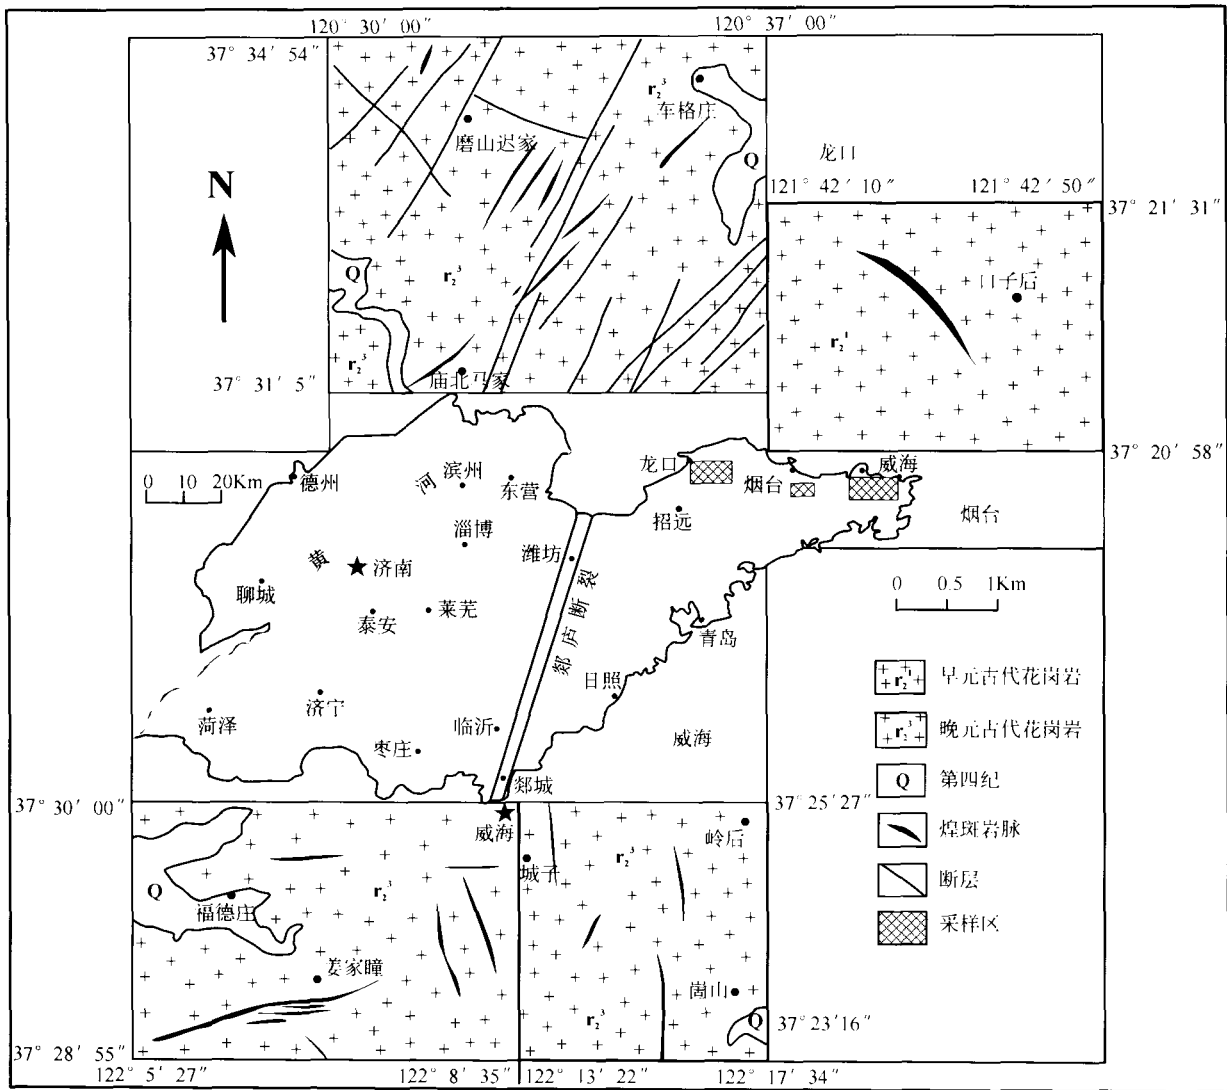 120° 30′ 00″
120° 37′ 00″
37° 34′ 54″
r₂³
车格庄
磨山迟家
Q
龙口
N
121° 42′ 10″
121° 42′ 50″
37° 21′ 31″
Q
r₂³
口子后
r₂¹
r₂³
37° 31′ 5″
庙北马家
37° 20′ 58″
0 10 20Km
德州
河
滨州
东营
龙口
烟台
威海
招远
烟台
淄博
潍坊
黄
济南
聊城
泰安
莱芜
郯庐断裂
青岛
0 0.5 1Km
日照
济宁
菏泽
临沂
枣庄
威海
郯城
r₂¹ 早元古代花岗岩
r₂³ 晚元古代花岗岩
Q 第四纪
煌斑岩脉
断层
采样区
37° 30′ 00″
37° 25′ 27″
威海
岭后
城子
r₂³
Q
r₂³
福德庄
姜家疃
崮山
r₂³
Q
37° 23′ 16″
37° 28′ 55″
122° 5′ 27″
122° 8′ 35″
122° 13′ 22″
122° 17′ 34″